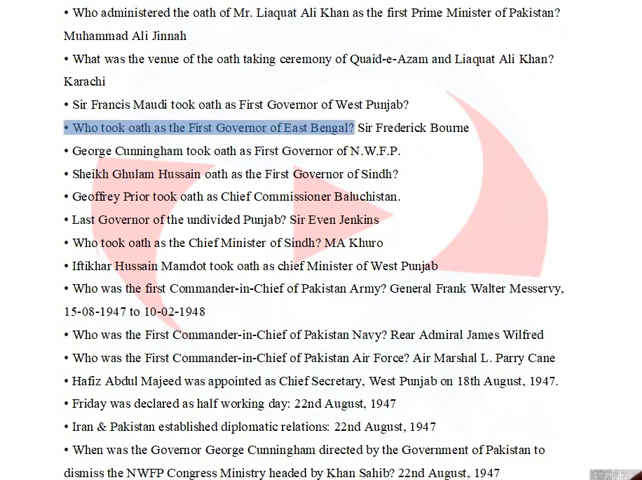 • Who administered the oath of Mr. Liaquat Ali Khan as the first Prime Minister of Pakistan?
Muhammad Ali Jinnah
• What was the venue of the oath taking ceremony of Quaid-e-Azam and Liaquat Ali Khan?
Karachi
• Sir Francis Maudi took oath as First Governor of West Punjab?
• Who took oath as the First Governor of East Bengal? Sir Frederick Bourne
• George Cunningham took oath as First Governor of N.W.F.P.
• Sheikh Ghulam Hussain oath as the First Governor of Sindh?
• Geoffrey Prior took oath as Chief Commissioner Baluchistan.
• Last Governor of the undivided Punjab? Sir Even Jenkins
• Who took oath as the Chief Minister of Sindh? MA Khuro
• Iftikhar Hussain Mamdot took oath as chief Minister of West Punjab
• Who was the first Commander-in-Chief of Pakistan Army? General Frank Walter Messervy,
15-08-1947 to 10-02-1948
• Who was the First Commander-in-Chief of Pakistan Navy? Rear Admiral James Wilfred
• Who was the First Commander-in-Chief of Pakistan Air Force? Air Marshal L. Parry Cane
• Hafiz Abdul Majeed was appointed as Chief Secretary, West Punjab on 18th August, 1947.
• Friday was declared as half working day: 22nd August, 1947
• Iran & Pakistan established diplomatic relations: 22nd August, 1947
• When was the Governor George Cunningham directed by the Government of Pakistan to
dismiss the NWFP Congress Ministry headed by Khan Sahib? 22nd August, 1947